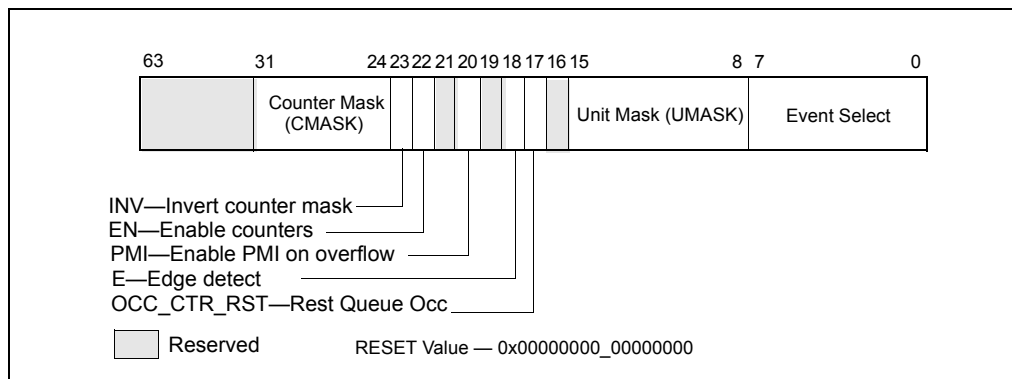 63 31 24 23 22 21 20 19 18 17 16 15 8 7 0
Counter Mask (CMASK) Unit Mask (UMASK) Event Select
INV—Invert counter mask
EN—Enable counters
PMI—Enable PMI on overflow
E—Edge detect
OCC_CTR_RST—Rest Queue Occ
Reserved RESET Value — 0x00000000_00000000